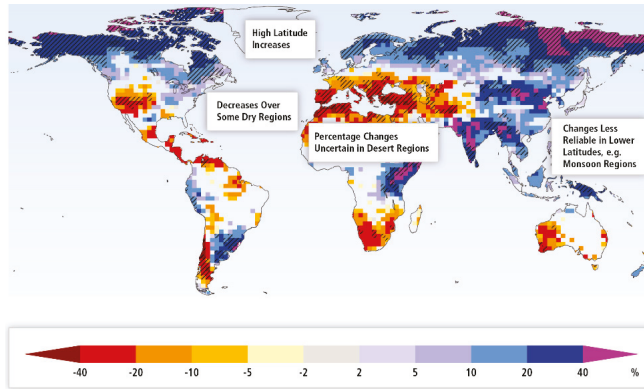 High Latitude
Increases
Decreases Over
Some Dry Regions
Percentage Changes
Uncertain in Desert Regions
Changes Less
Reliable in Lower
Latitudes, e.g.
Monsoon Regions
-40 -20 -10 -5 -2 2 5 10 20 40 %